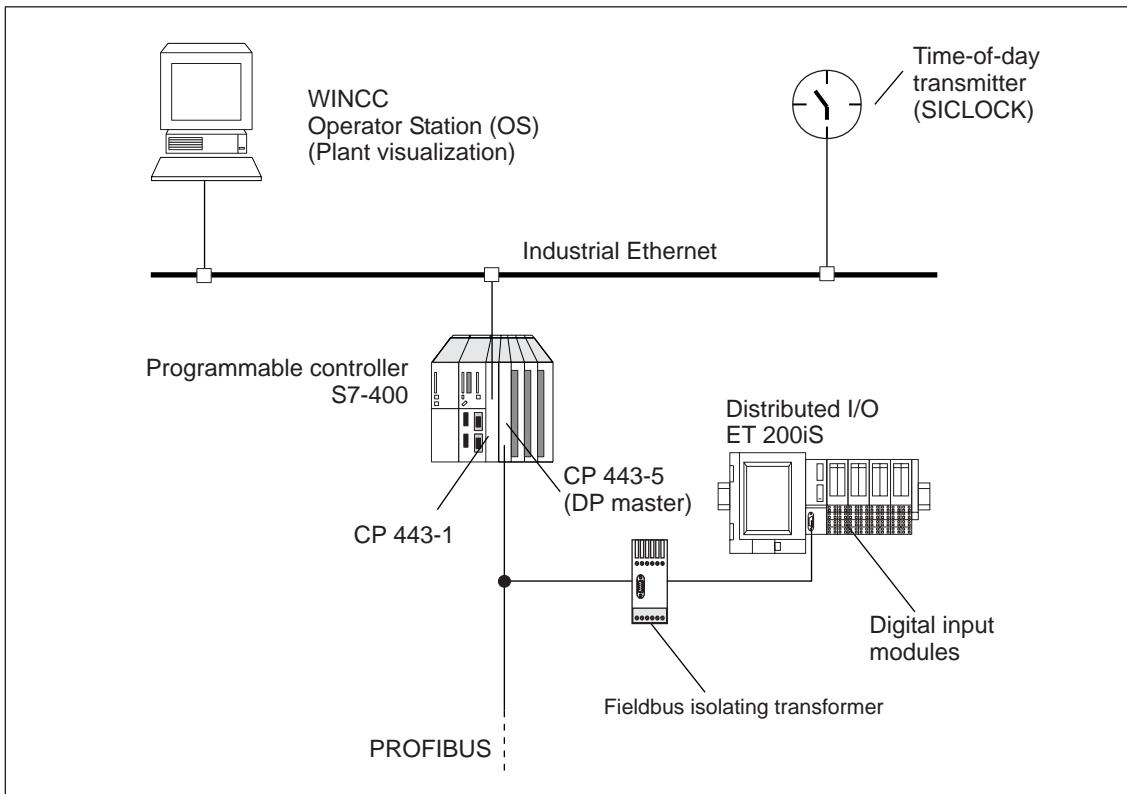 WINCC
Operator Station (OS)
(Plant visualization)
Time-of-day
transmitter
(SICLOCK)
Industrial Ethernet
Programmable controller
S7-400
Distributed I/O
ET 200iS
CP 443-5
(DP master)
CP 443-1
Digital input
modules
Fieldbus isolating transformer
PROFIBUS